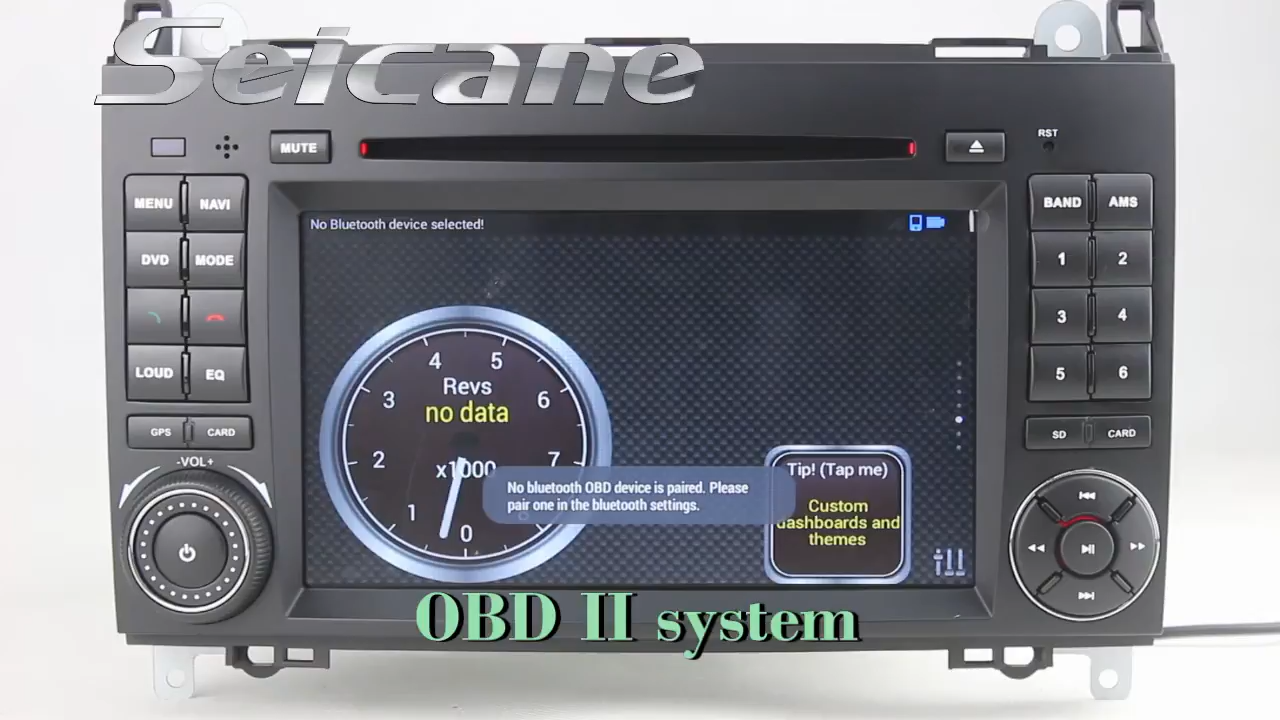 Seicane
MUTE
RST
MENU
NAVI
BAND
AMS
No Bluetooth device selected!
DVD
MODE
1
2
3
4
LOUD
EQ
5
6
GPS
CARD
SD
CARD
-VOL+
4
5
Revs
3
no data
6
2
x1000
7
1
0
No bluetooth OBD device is paired. Please
pair one in the bluetooth settings.
Tip! (Tap me)
Custom
dashboards and
themes
OBD II system